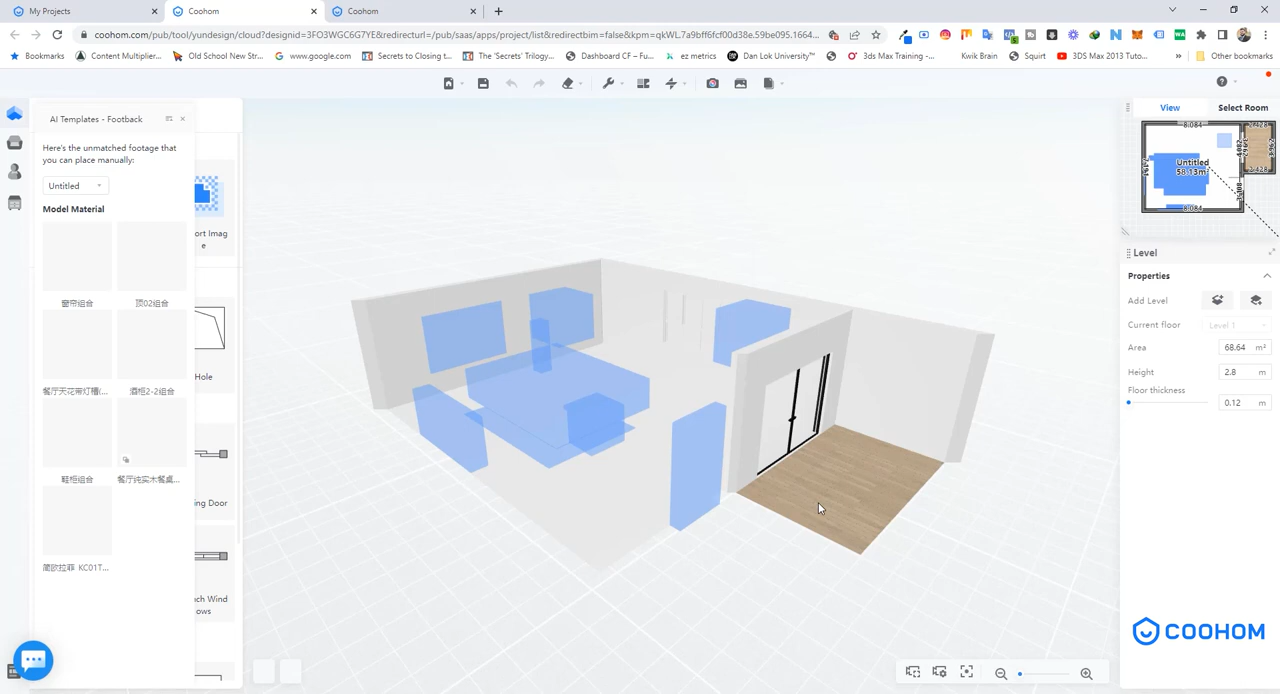 My Projects
Coohom
Coohom
coohom.com/pub/tool/yundesign/cloud?designid=3FO3WGC6G7YE&redirecturl=/pub/saas/apps/project/list&redirectbim=false&kpm=qkWL.7a9bff6fcf00d38e.59be095.1664...
Bookmarks
Content Multiplier...
Old School New Str...
www.google.com
Secrets to Closing t...
The 'Secrets' Trilogy...
Dashboard CF – Fu...
ez metrics
Dan Lok University™
3ds Max Training -...
Kwik Brain
Squirt
3DS Max 2013 Tuto...
Other bookmarks
AI Templates - Footback
Here's the unmatched footage that
you can place manually:
Untitled
Model Material
窗帘组合
顶02组合
餐厅天花带灯槽(...
酒柜2-2组合
鞋柜组合
餐厅纯实木餐桌...
简欧拉菲 KC01T...
ort Imag
e
Hole
ng Door
ch Wind
ows
View
Select Room
8.084
2.428
Untitled
58.13m²
2.428
8.084
Level
Properties
Add Level
Current floor
Level 1
Area
68.64 m²
Height
2.8 m
Floor thickness
0.12 m
COOHOM